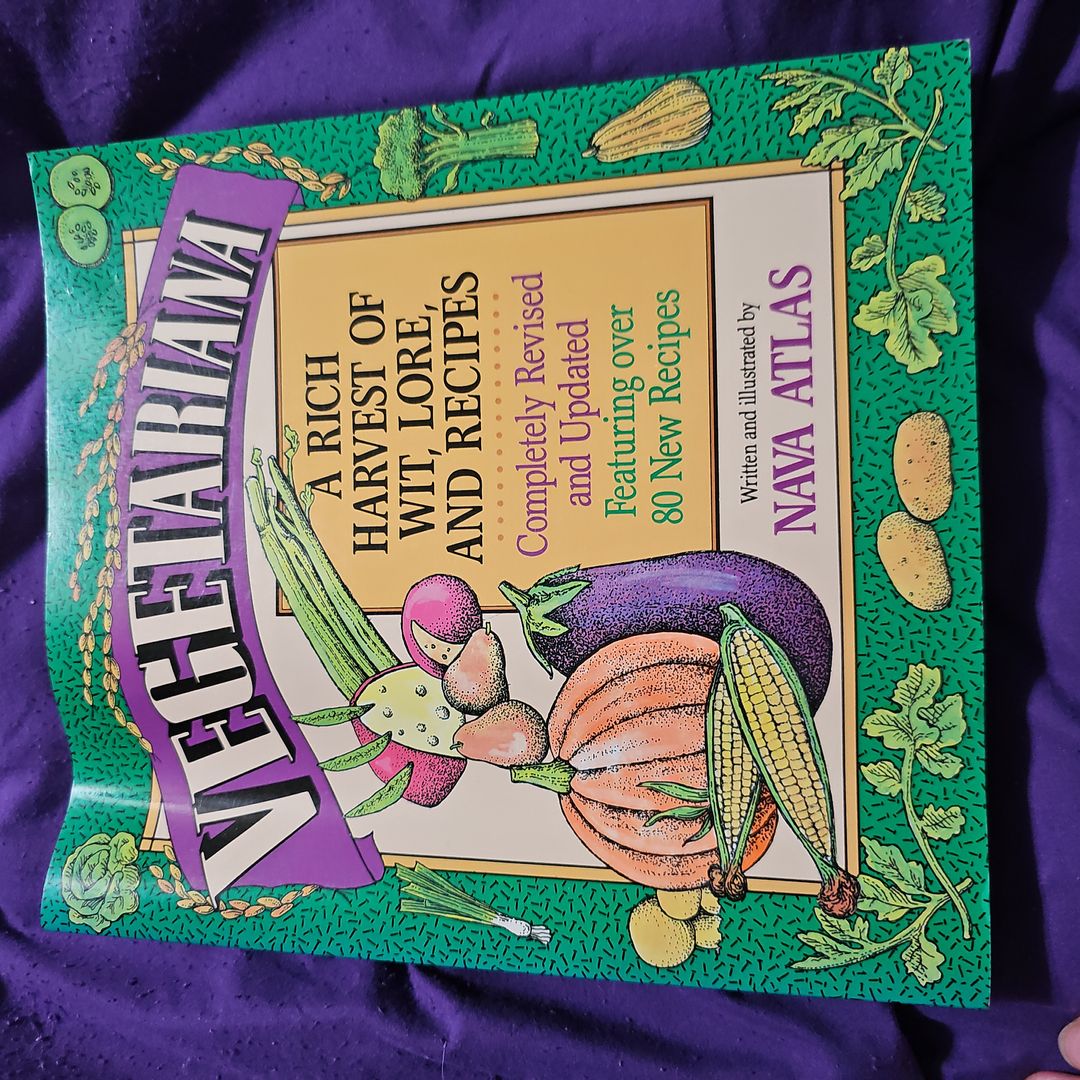 VEGETARIANA
A RICH
HARVEST OF
WIT, LORE,
AND RECIPES
Completely Revised
and Updated
Featuring over
80 New Recipes
Written and illustrated by
NAVA ATLAS